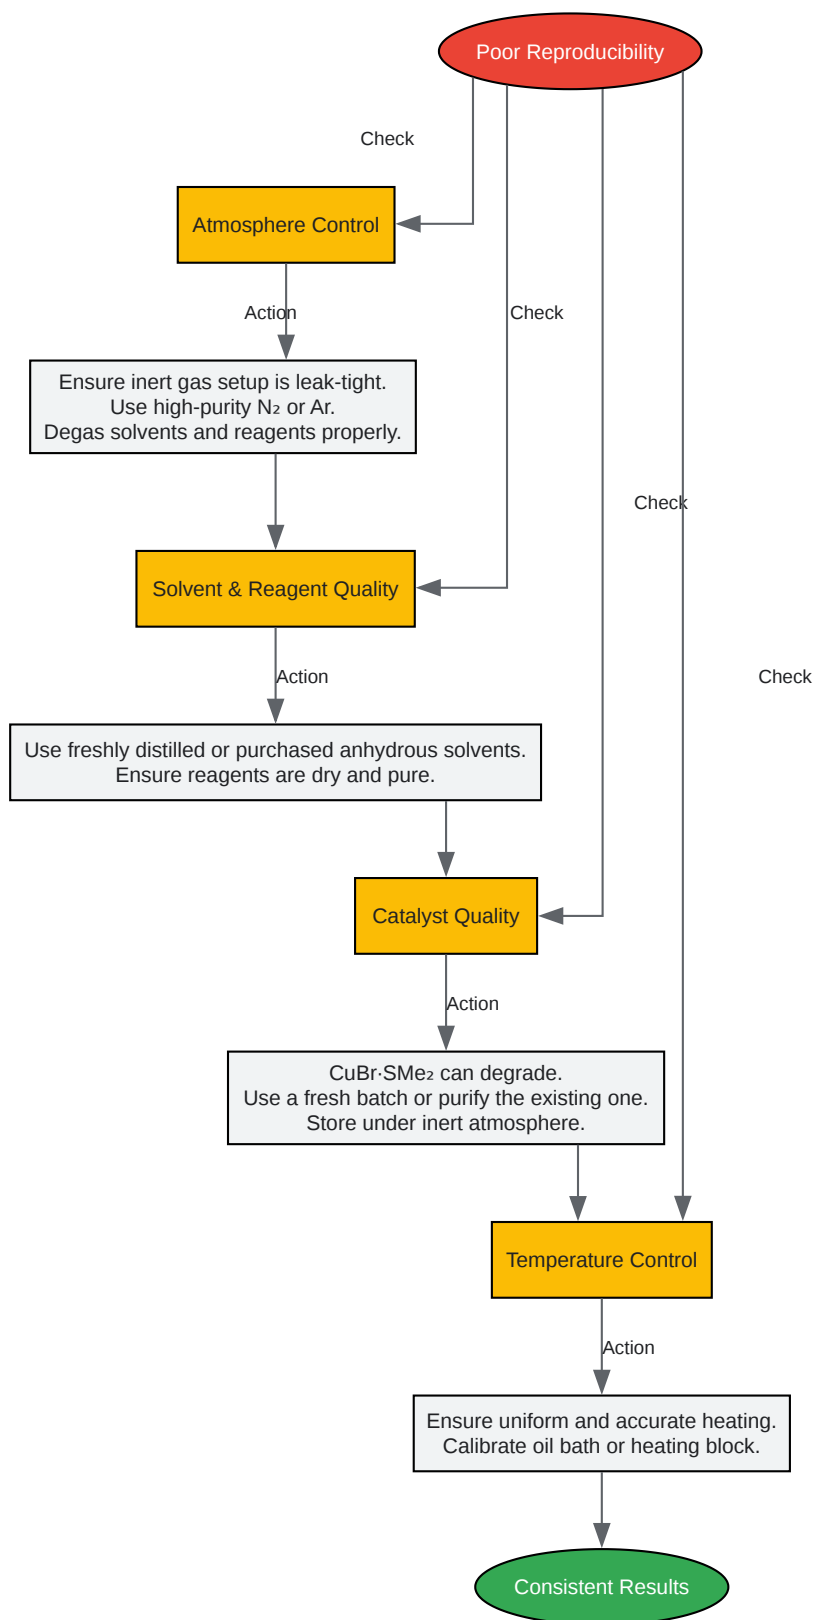 Poor Reproducibility
Check
Atmosphere Control
Action
Check
Ensure inert gas setup is leak-tight.
Use high-purity N₂ or Ar.
Degas solvents and reagents properly.
Check
Solvent & Reagent Quality
Action
Check
Use freshly distilled or purchased anhydrous solvents.
Ensure reagents are dry and pure.
Catalyst Quality
Action
CuBr·SMe₂ can degrade.
Use a fresh batch or purify the existing one.
Store under inert atmosphere.
Temperature Control
Action
Ensure uniform and accurate heating.
Calibrate oil bath or heating block.
Consistent Results